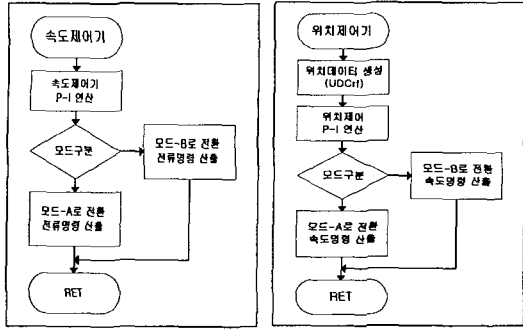 속도제어기
속도제어기
P-I 연산
모드구분
모드-B로 전환
전류명령 산출
모드-A로 전환
전류명령 산출
RET
위치제어기
위치데이터 생성
(UDCrf)
위치제어
P-I 연산
모드구분
모드-B로 전환
속도명령 산출
모드-A로 전환
속도명령 산출
RET